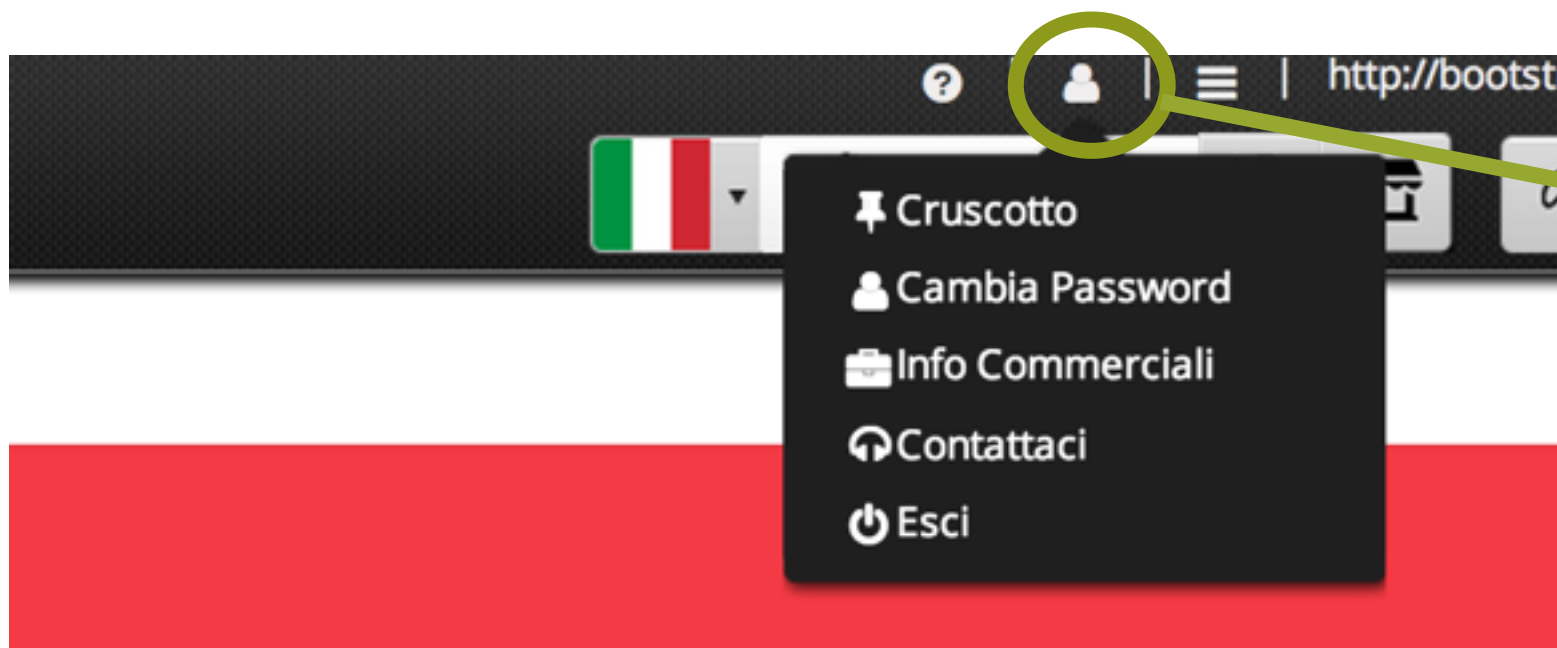 http://bootst
Cruscotto
Cambia Password
Info Commerciali
Contattaci
Esci